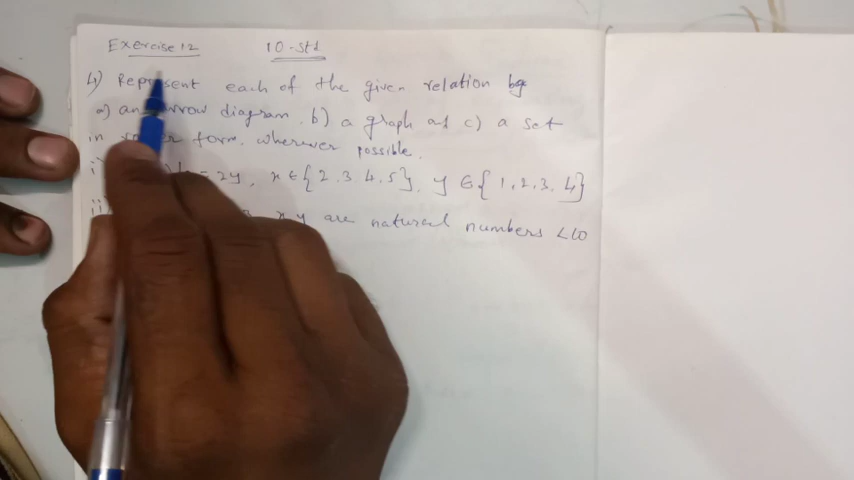 Exercise 1.2 10-Std
4) Represent each of the given relation by
a) an arrow diagram, b) a graph and c) a set
in form, wherever possible.
i) = 2y, x ∈ {2,3,4,5}, y ∈ {1,2,3,4}
ii) x, y are natural numbers <10